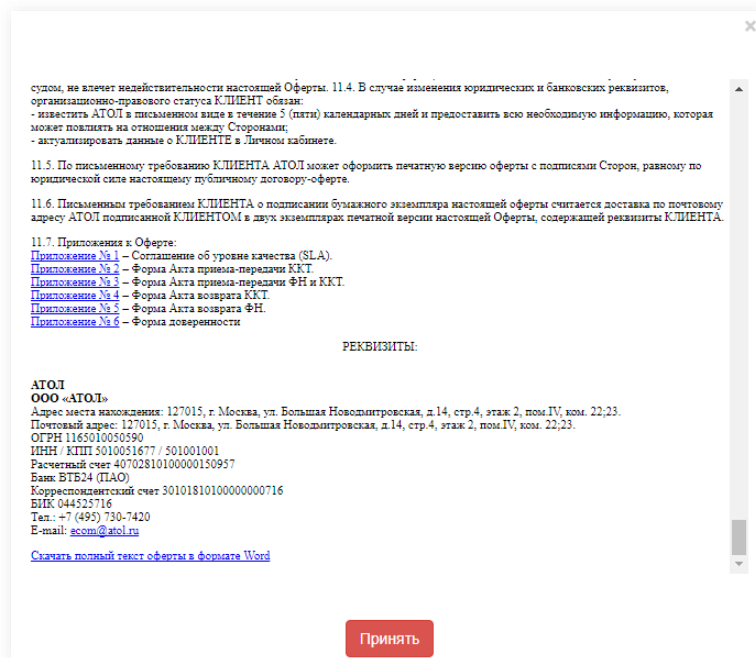 судом, не влечет недействительности настоящей Оферты. 11.4. В случае изменения юридических и банковских реквизитов,
организационно-правового статуса КЛИЕНТ обязан:
- известить АТОЛ в письменном виде в течение 5 (пяти) календарных дней и предоставить всю необходимую информацию, которая
может повлиять на отношения между Сторонами;
- актуализировать данные о КЛИЕНТЕ в Личном кабинете.
11.5. По письменному требованию КЛИЕНТА АТОЛ может оформить печатную версию оферты с подписями Сторон, равному по
юридической силе настоящему публичному договору-оферте.
11.6. Письменным требованием КЛИЕНТА о подписании бумажного экземпляра настоящей оферты считается доставка по почтовому
адресу АТОЛ подписанной КЛИЕНТОМ в двух экземплярах печатной версии настоящей Оферты, содержащей реквизиты КЛИЕНТА.
11.7. Приложения к Оферте:
Приложение № 1 – Соглашение об уровне качества (SLA).
Приложение № 2 – Форма Акта приема-передачи ККТ.
Приложение № 3 – Форма Акта приема-передачи ФН и ККТ.
Приложение № 4 – Форма Акта возврата ККТ.
Приложение № 5 – Форма Акта возврата ФН.
Приложение № 6 – Форма доверенности
РЕКВИЗИТЫ:
АТОЛ
ООО «АТОЛ»
Адрес места нахождения: 127015, г. Москва, ул. Большая Новодмитровская, д.14, стр.4, этаж 2, пом.IV, ком. 22;23.
Почтовый адрес: 127015, г. Москва, ул. Большая Новодмитровская, д.14, стр.4, этаж 2, пом.IV, ком. 22;23.
ОГРН 1165010050590
ИНН / КПП 5010051677 / 501001001
Расчетный счет 40702810100000150957
Банк ВТБ24 (ПАО)
Корреспондентский счет 30101810100000000716
БИК 044525716
Тел.: +7 (495) 730-7420
E-mail: ecom@atol.ru
Скачать полный текст оферты в формате Word
Принять